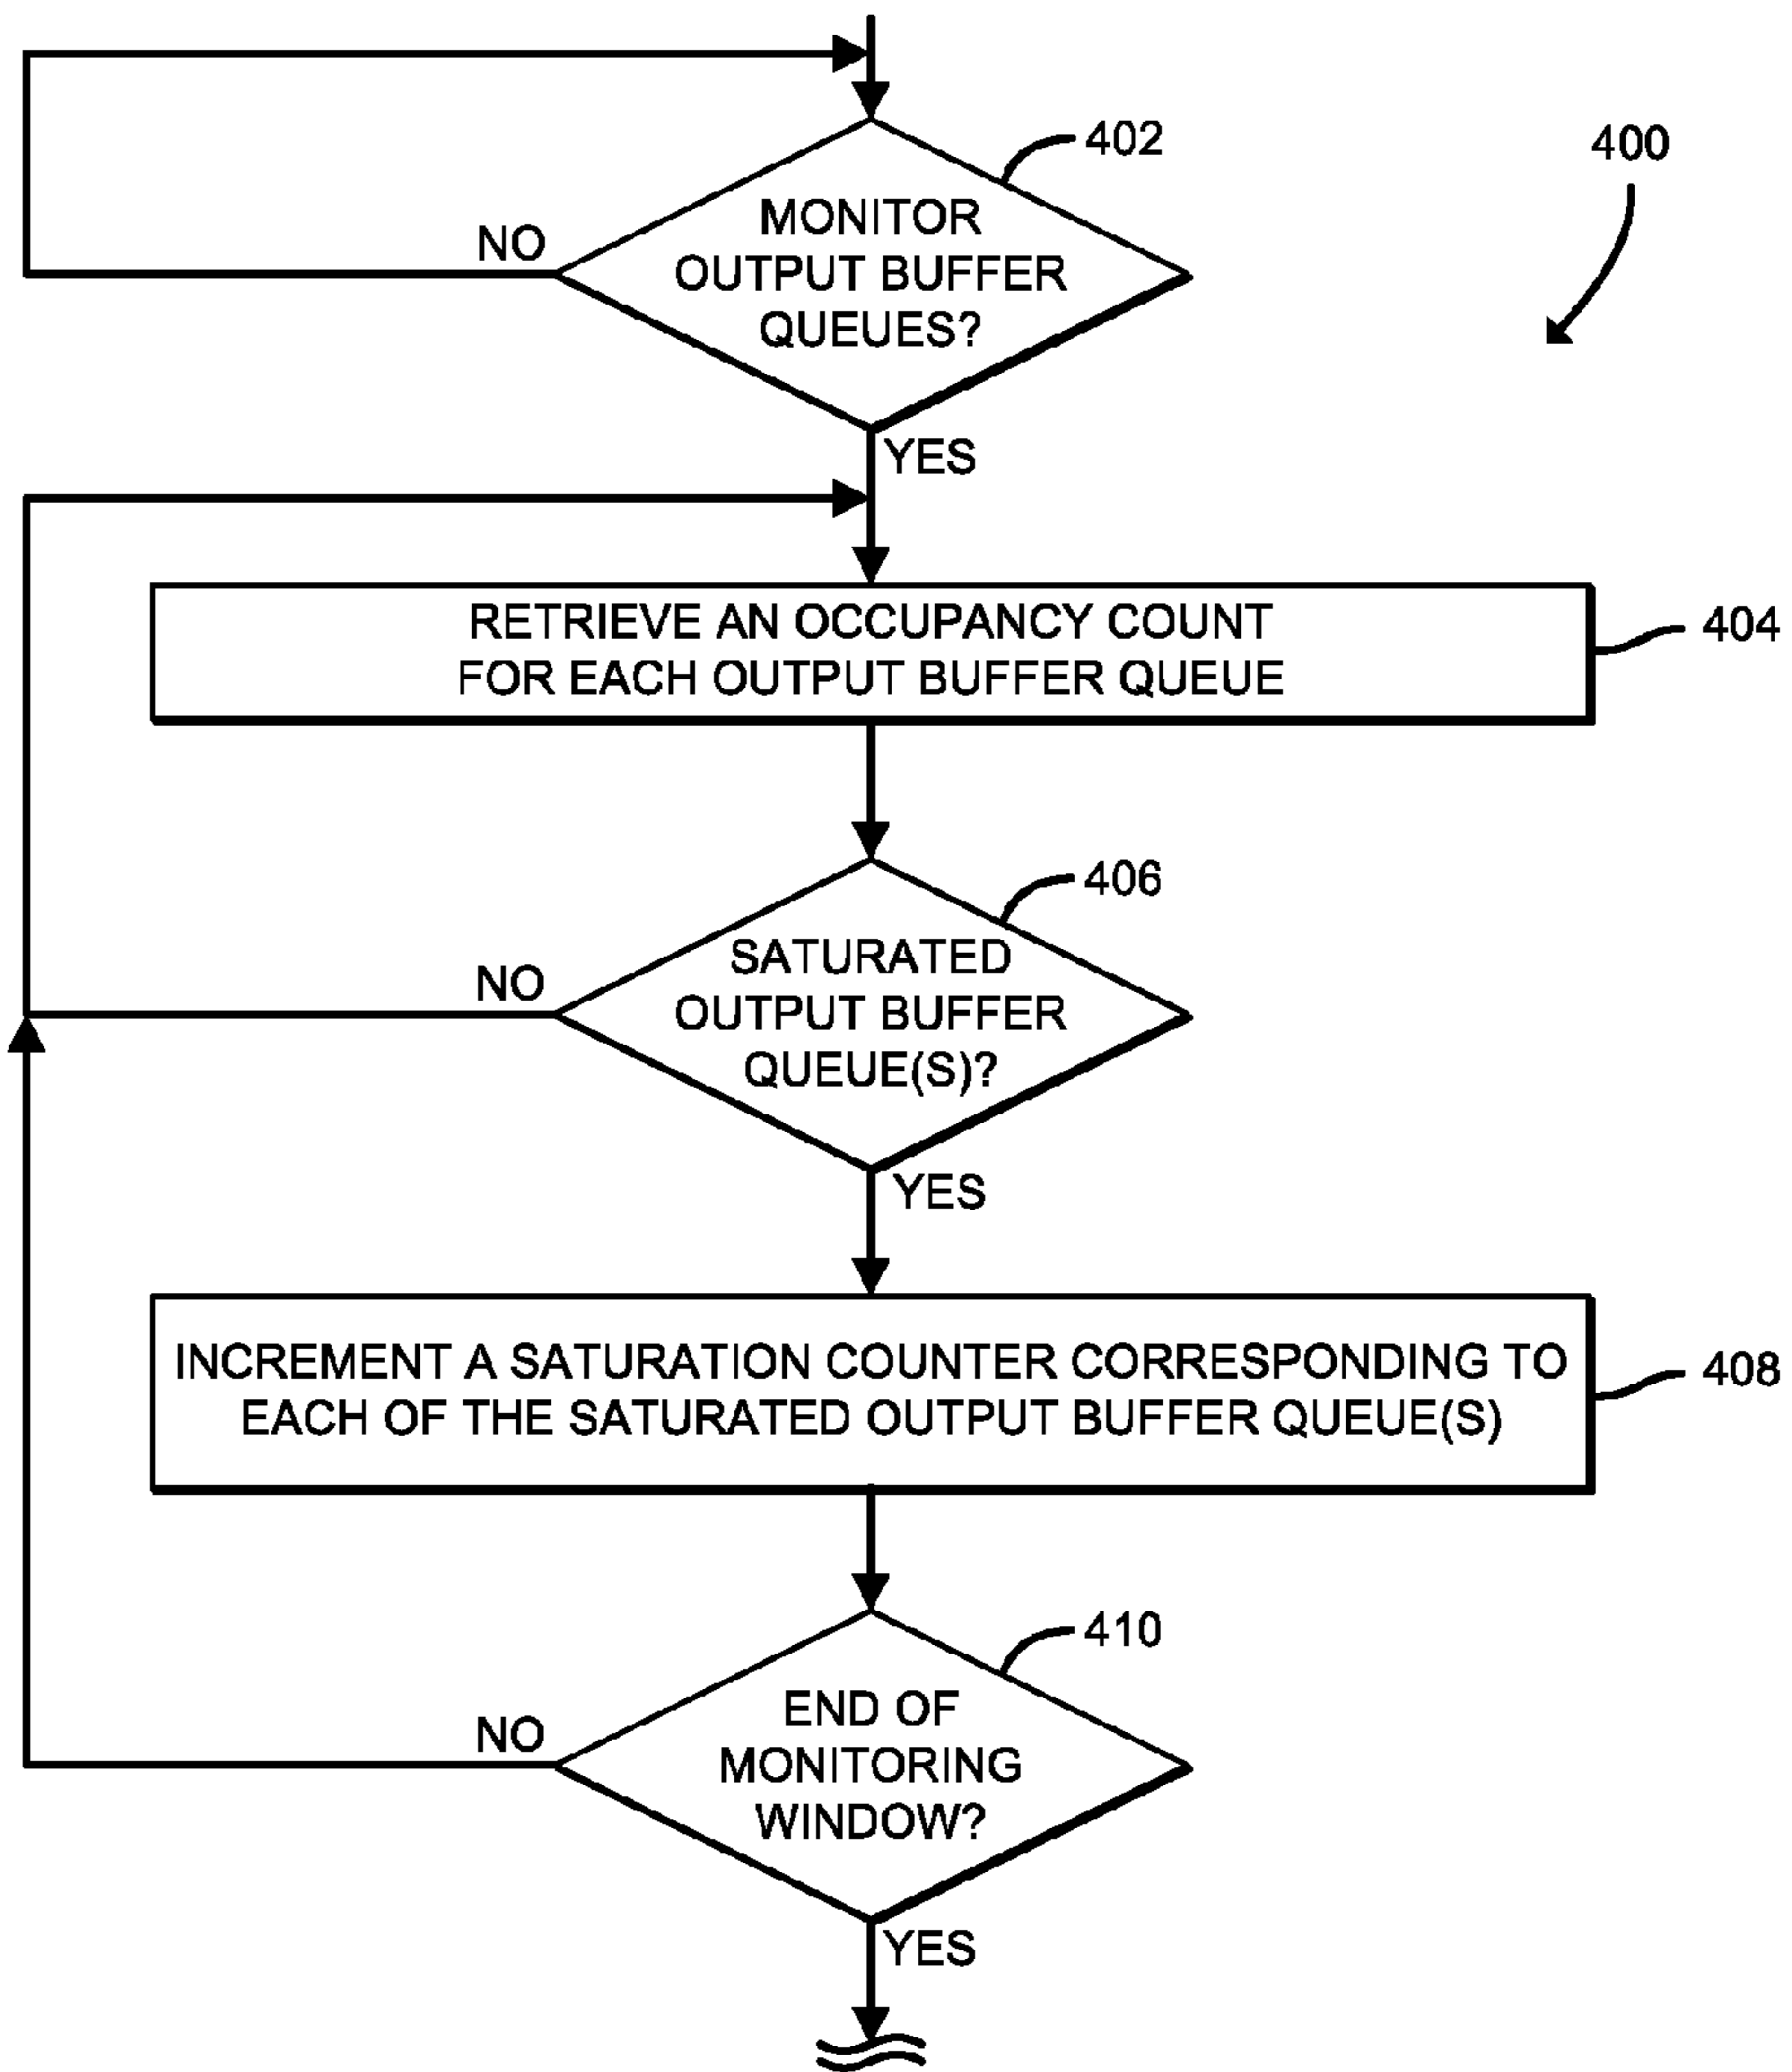 402
400
MONITOR
OUTPUT BUFFER
QUEUES?
NO
YES
RETRIEVE AN OCCUPANCY COUNT
FOR EACH OUTPUT BUFFER QUEUE
404
406
SATURATED
OUTPUT BUFFER
QUEUE(S)?
NO
YES
INCREMENT A SATURATION COUNTER CORRESPONDING TO
EACH OF THE SATURATED OUTPUT BUFFER QUEUE(S)
408
410
END OF
MONITORING
WINDOW?
NO
YES